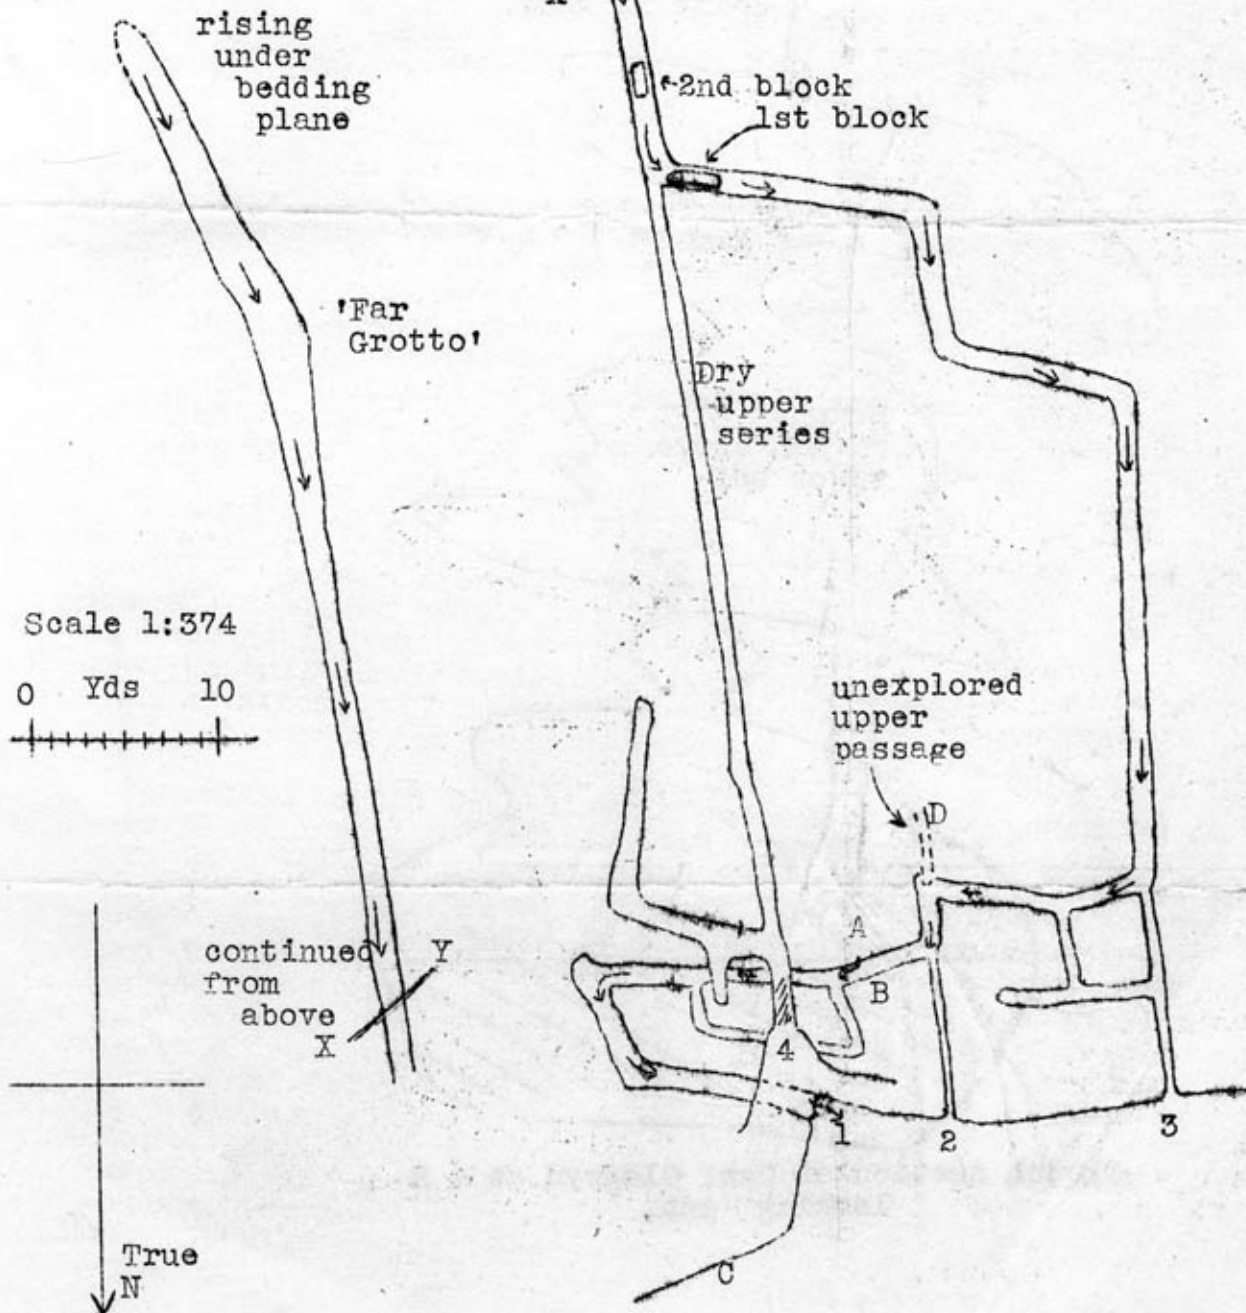 rising
under
bedding
plane
2nd block
1st block
'Far
Grotto'
Dry
upper
series
Scale 1:374
0 Yds 10
unexplored
upper
passage
D
continued
from
above
X
Y
A
B
4
1
2
3
C
True
N